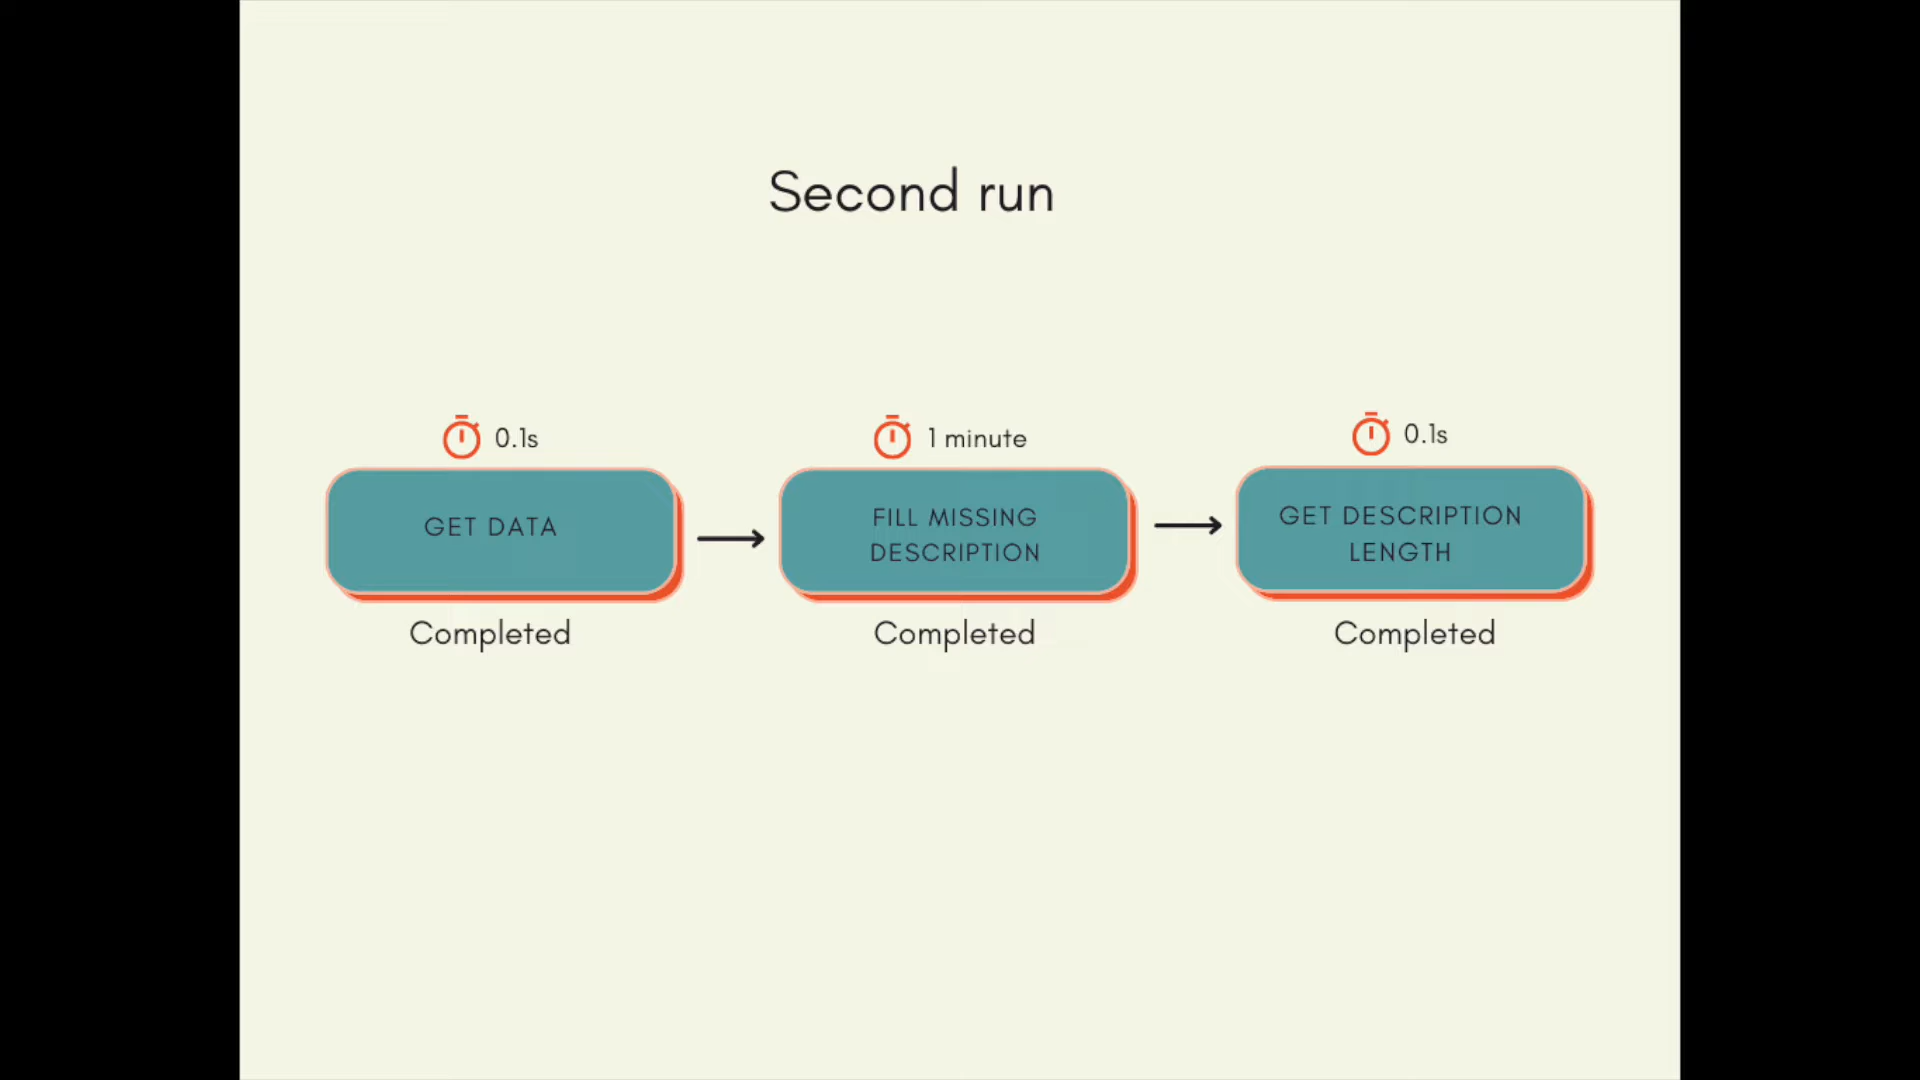 Second run
0.1s
1 minute
0.1s
GET DATA
FILL MISSING
DESCRIPTION
GET DESCRIPTION
LENGTH
Completed
Completed
Completed